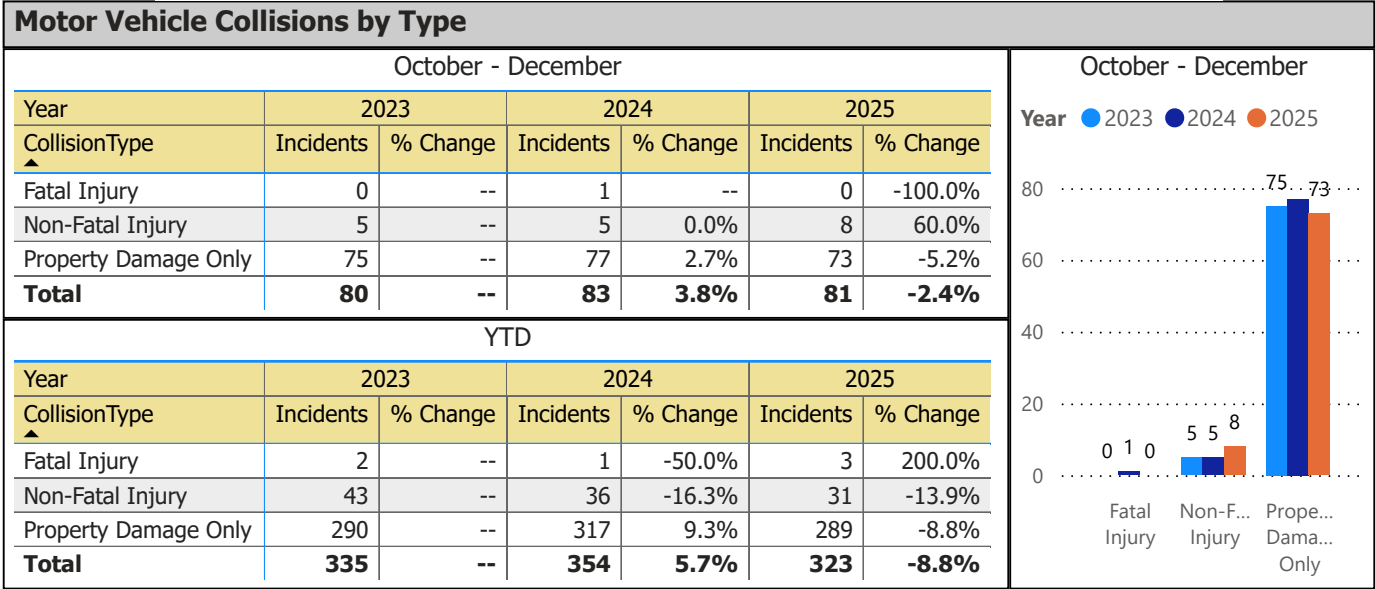 Motor Vehicle Collisions by Type
October - December
Year 2023 2024 2025
CollisionType Incidents % Change Incidents % Change Incidents % Change
Fatal Injury 0 -- 1 -- 0 -100.0%
Non-Fatal Injury 5 -- 5 0.0% 8 60.0%
Property Damage Only 75 -- 77 2.7% 73 -5.2%
Total 80 -- 83 3.8% 81 -2.4%
YTD
Year 2023 2024 2025
CollisionType Incidents % Change Incidents % Change Incidents % Change
Fatal Injury 2 -- 1 -50.0% 3 200.0%
Non-Fatal Injury 43 -- 36 -16.3% 31 -13.9%
Property Damage Only 290 -- 317 9.3% 289 -8.8%
Total 335 -- 354 5.7% 323 -8.8%
October - December
Year 2023 2024 2025
75 73
80
60
40
20
0 1 0 5 5 8
0
Fatal Non-F... Prope...
Injury Injury Dama...
Only